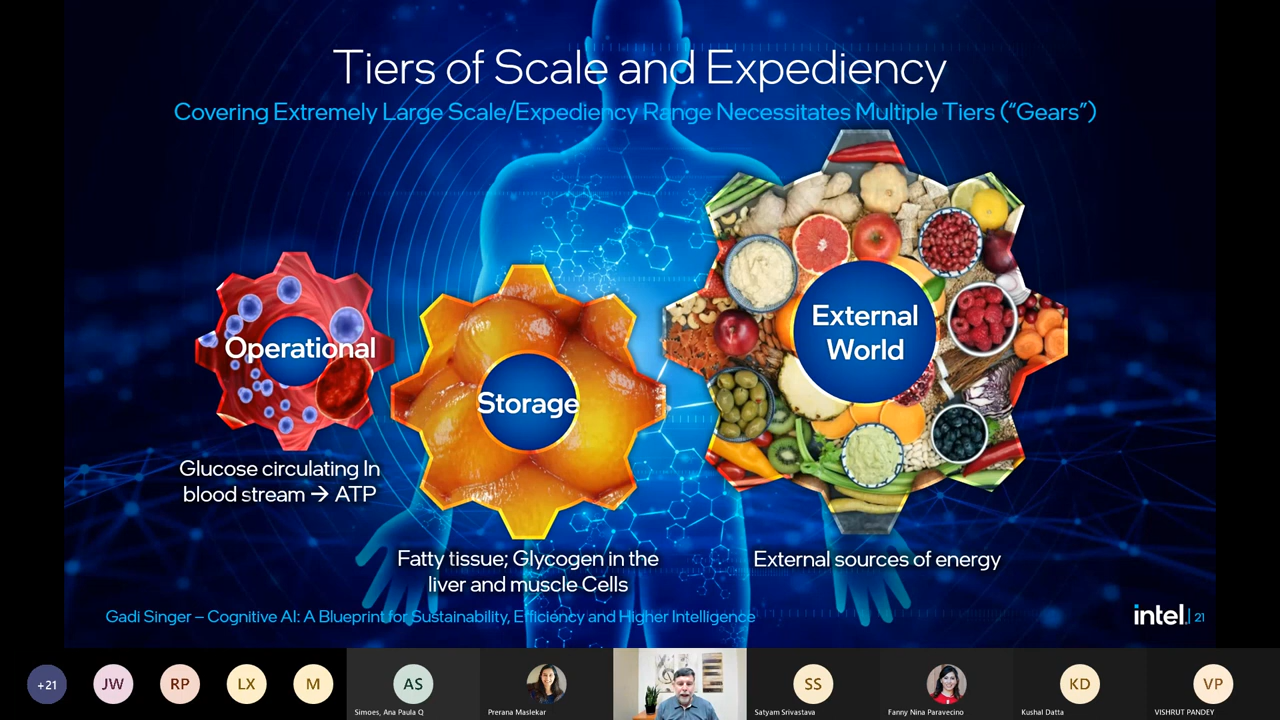 Tiers of Scale and Expediency
Covering Extremely Large Scale/Expediency Range Necessitates Multiple Tiers (“Gears”)
Operational
Glucose circulating In
blood stream → ATP
Storage
Fatty tissue; Glycogen in the
liver and muscle Cells
External
World
External sources of energy
Gadi Singer – Cognitive AI: A Blueprint for Sustainability, Efficiency and Higher Intelligence
intel. | 21
+21
JW
RP
LX
M
AS
Simoes, Ana Paula Q
Prerana Maslekar
SS
Satyam Srivastava
Fanny Nina Paravecino
KD
Kushal Datta
VP
VISHRUT PANDEY